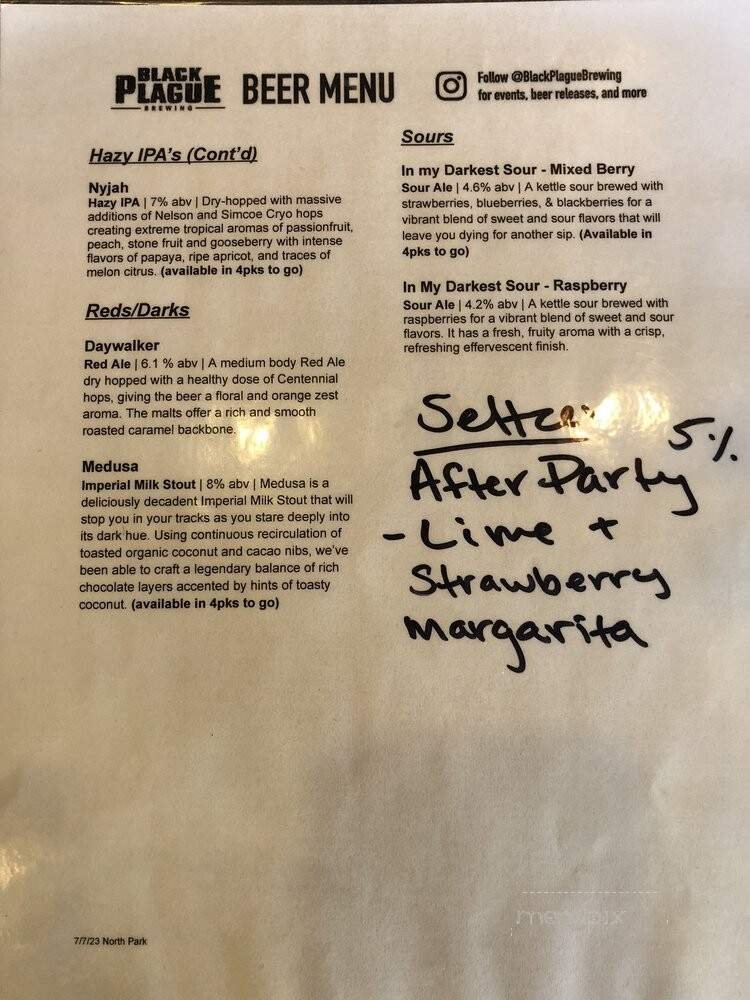 BLACK
PLAGUE
BREWING
BEER MENU
Follow @BlackPlagueBrewing
for events, beer releases, and more
Hazy IPA's (Cont'd)
Nyjah
Hazy IPA | 7% abv | Dry-hopped with massive
additions of Nelson and Simcoe Cryo hops
creating extreme tropical aromas of passionfruit,
peach, stone fruit and gooseberry with intense
flavors of papaya, ripe apricot, and traces of
melon citrus. (available in 4pks to go)
Reds/Darks
Daywalker
Red Ale | 6.1 % abv | A medium body Red Ale
dry hopped with a healthy dose of Centennial
hops, giving the beer a floral and orange zest
aroma. The malts offer a rich and smooth
roasted caramel backbone.
Medusa
Imperial Milk Stout | 8% abv | Medusa is a
deliciously decadent Imperial Milk Stout that will
stop you in your tracks as you stare deeply into
its dark hue. Using continuous recirculation of
toasted organic coconut and cacao nibs, we've
been able to craft a legendary balance of rich
chocolate layers accented by hints of toasty
coconut. (available in 4pks to go)
Sours
In my Darkest Sour - Mixed Berry
Sour Ale | 4.6% abv | A kettle sour brewed with
strawberries, blueberries, & blackberries for a
vibrant blend of sweet and sour flavors that will
leave you dying for another sip. (Available in
4pks to go)
In My Darkest Sour - Raspberry
Sour Ale | 4.2% abv | A kettle sour brewed with
raspberries for a vibrant blend of sweet and sour
flavors. It has a fresh, fruity aroma with a crisp,
refreshing effervescent finish.
Seltzer
After Party 5%
- Lime +
Strawberry
Margarita
7/7/23 North Park
menupix